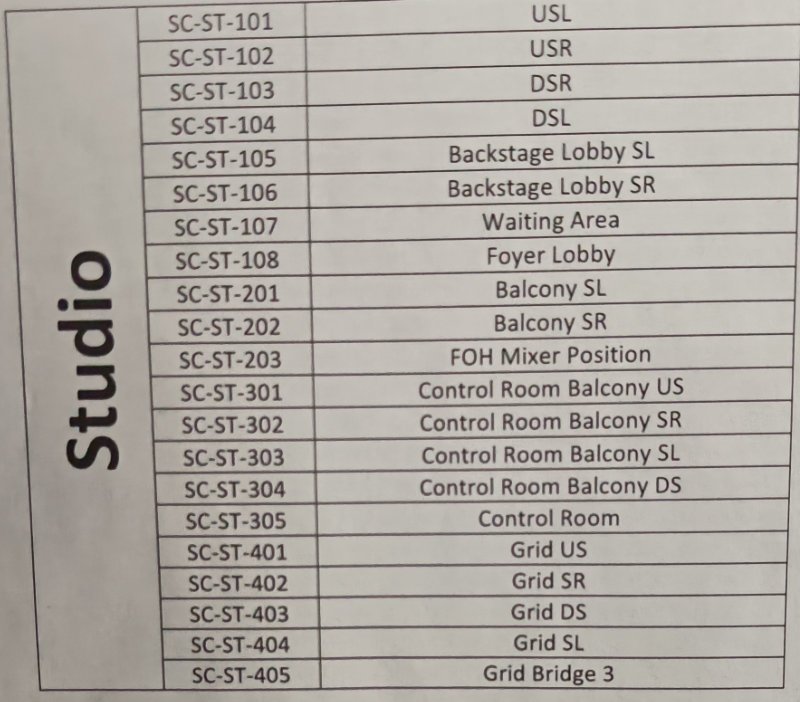 Studio
SC-ST-101 USL
SC-ST-102 USR
SC-ST-103 DSR
SC-ST-104 DSL
SC-ST-105 Backstage Lobby SL
SC-ST-106 Backstage Lobby SR
SC-ST-107 Waiting Area
SC-ST-108 Foyer Lobby
SC-ST-201 Balcony SL
SC-ST-202 Balcony SR
SC-ST-203 FOH Mixer Position
SC-ST-301 Control Room Balcony US
SC-ST-302 Control Room Balcony SR
SC-ST-303 Control Room Balcony SL
SC-ST-304 Control Room Balcony DS
SC-ST-305 Control Room
SC-ST-401 Grid US
SC-ST-402 Grid SR
SC-ST-403 Grid DS
SC-ST-404 Grid SL
SC-ST-405 Grid Bridge 3